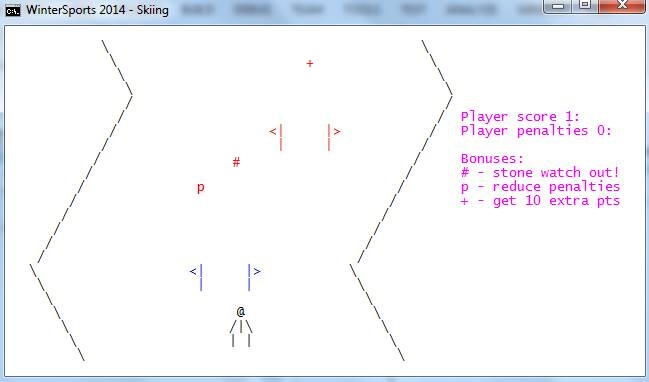 WinterSports 2014 - Skiing
+
Player score 1:
Player penalties 0:
#
Bonuses:
# - stone watch out!
p
p - reduce penalties
+ - get 10 extra pts
@